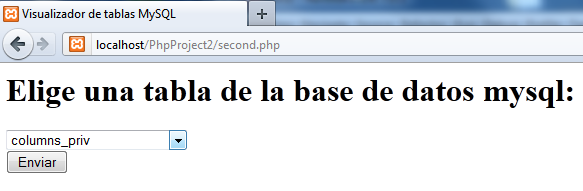 Visualizador de tablas MySQL
localhost/PhpProject2/second.php
Elige una tabla de la base de datos mysql:
columns_priv
Enviar